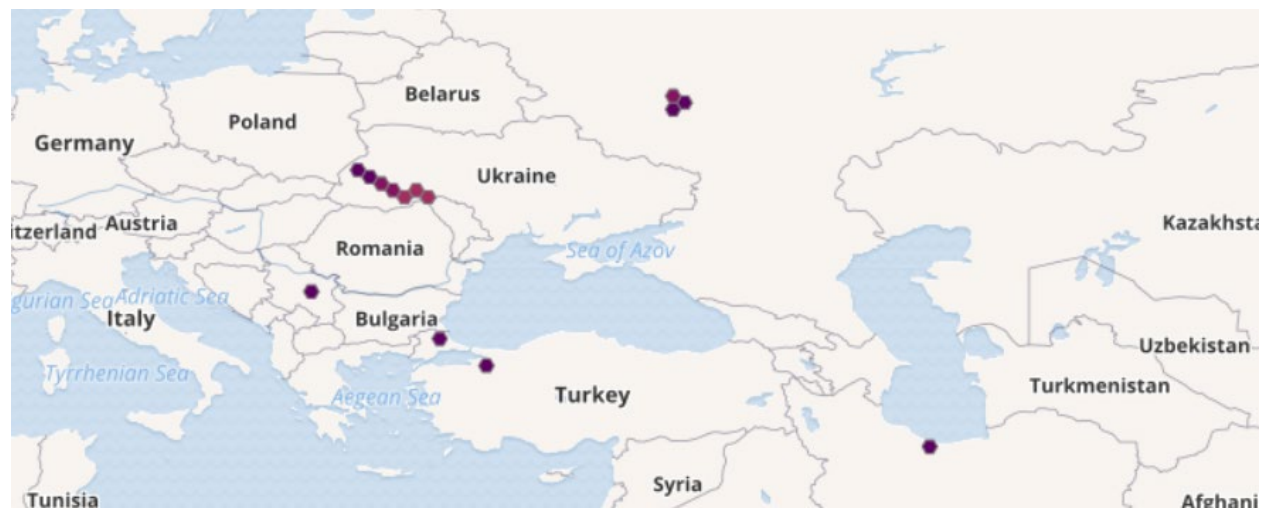 Belarus
Poland
Germany
Ukraine
Kazakhsta
itzerland
Austria
Romania
Sea of Azov
gurian Sea
Adriatic Sea
Italy
Bulgaria
Uzbekistan
Tyrrhenian Sea
Turkmenistan
Aegean Sea
Turkey
Syria
Tunisia
Afghani